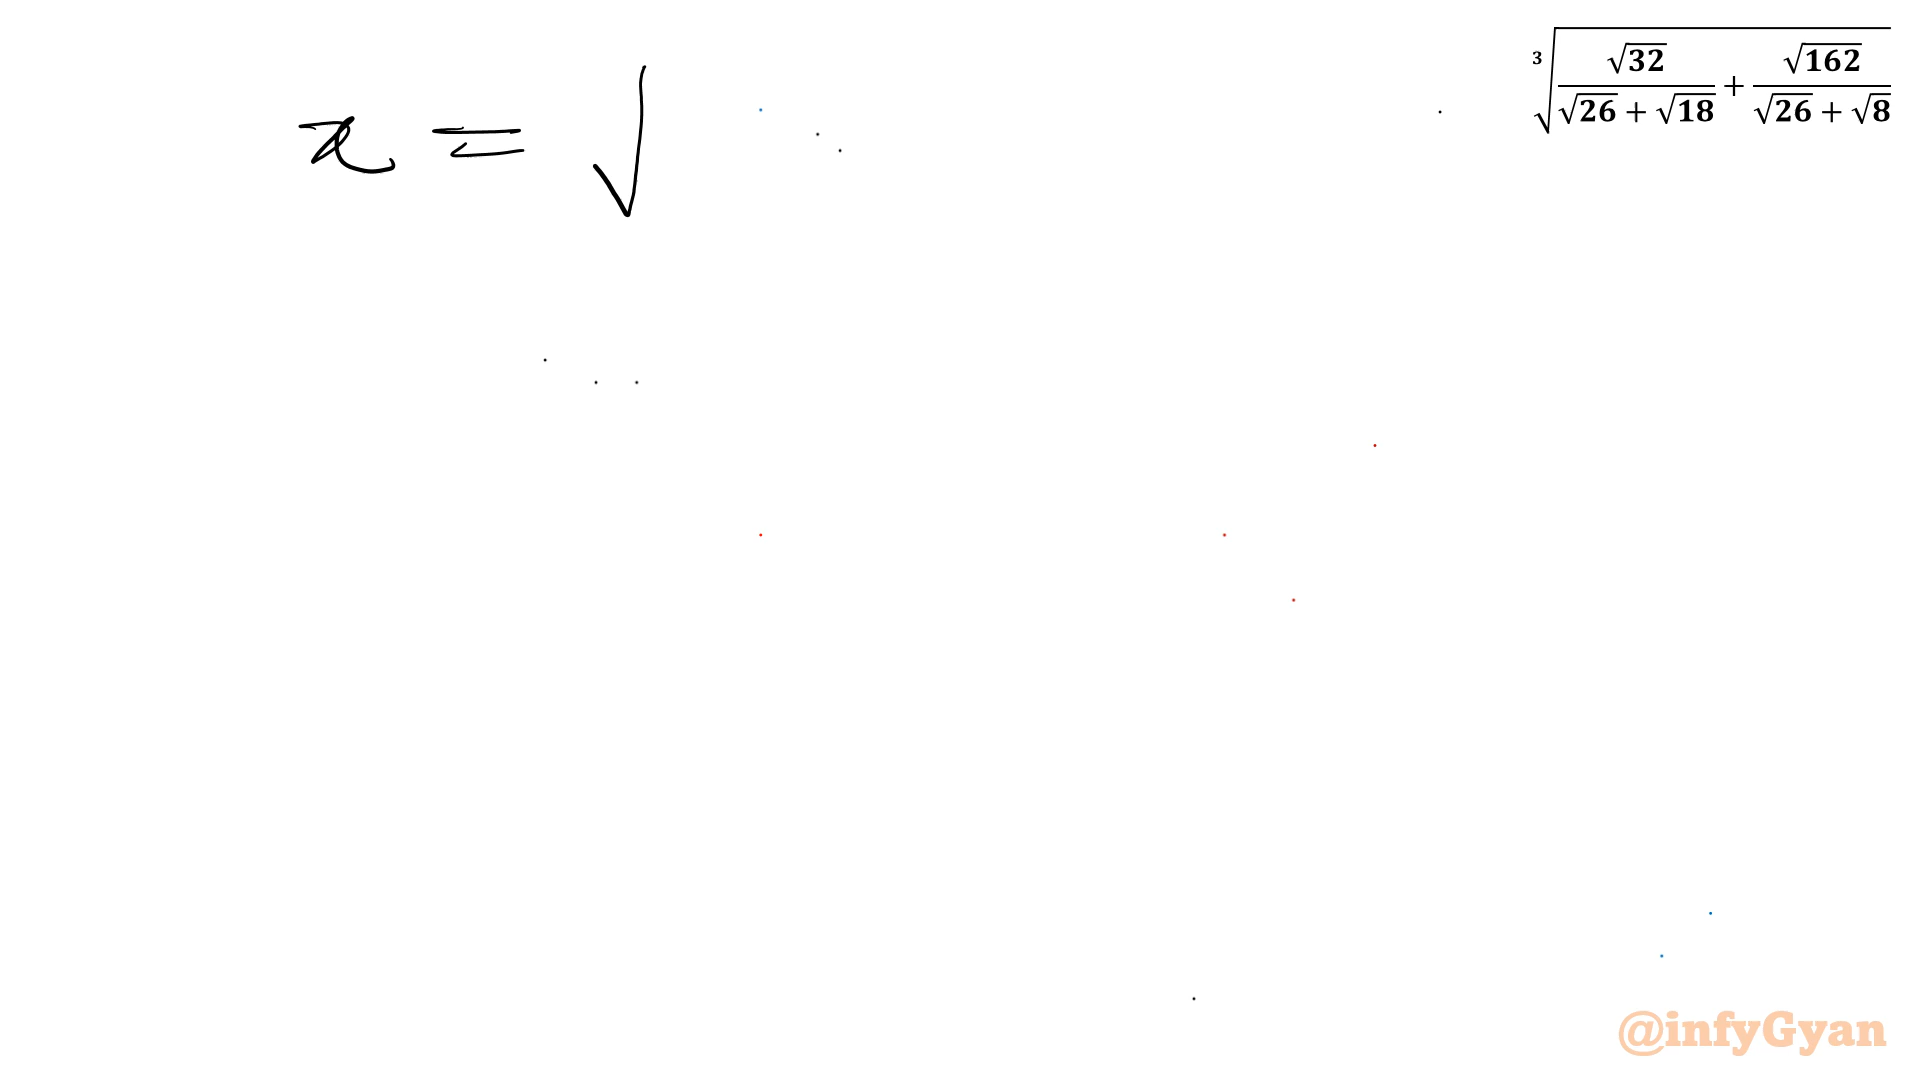 x = √
∛(√32/(√26 + √18) + √162/(√26 + √8))
@infyGyan